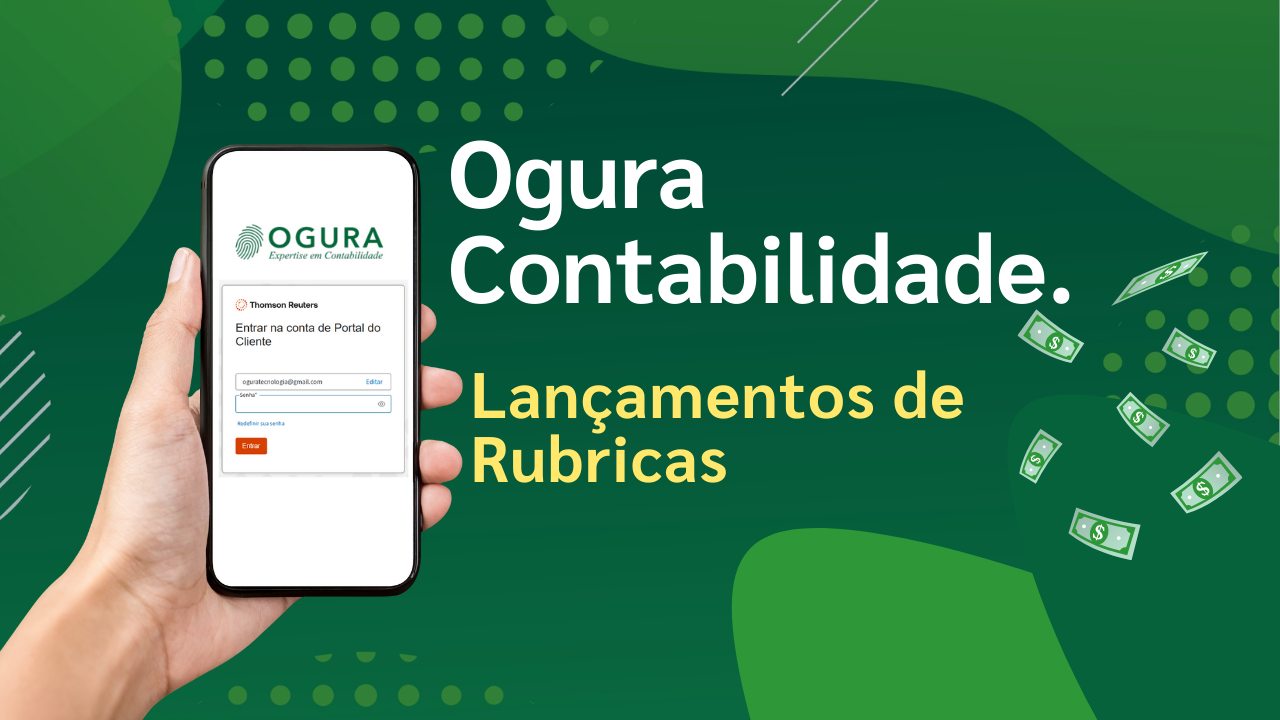 Ogura
Contabilidade.
Lançamentos de
Rubricas
OGURA
Expertise em Contabilidade
Thomson Reuters
Entrar na conta de Portal do
Cliente
oguratecnologia@gmail.com
Editar
Senha*
Redefinir sua senha
Entrar